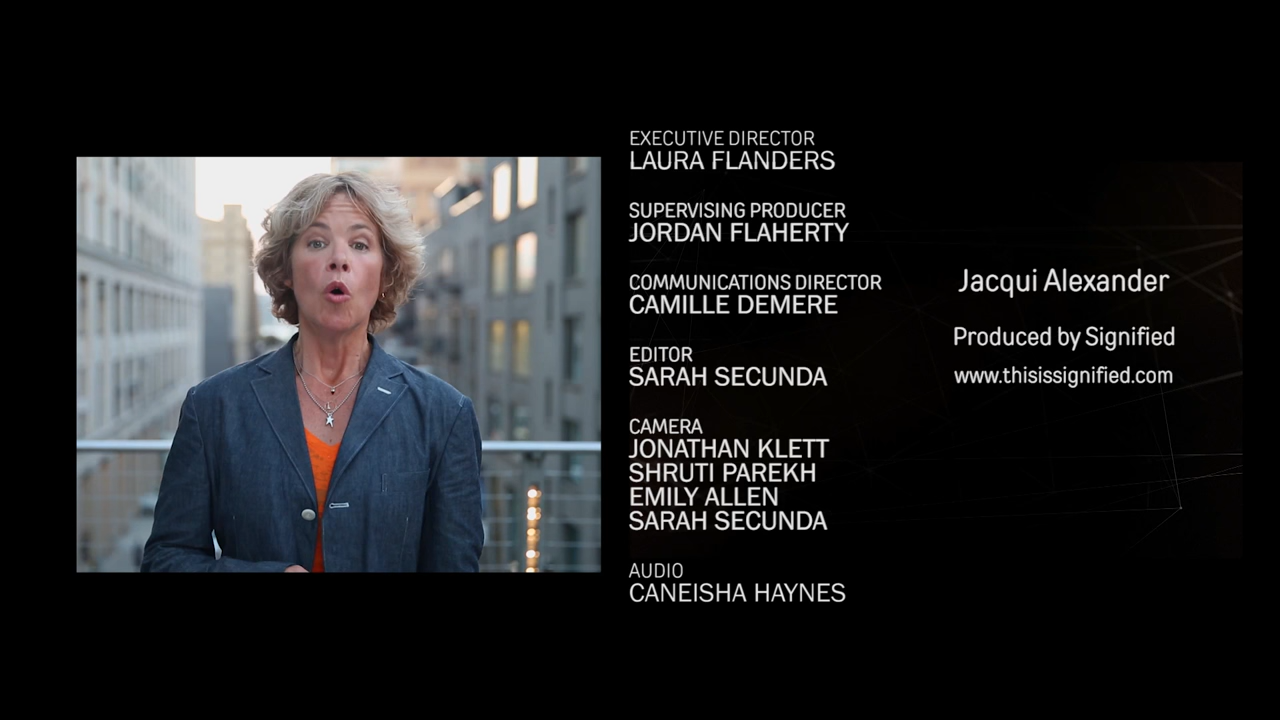 EXECUTIVE DIRECTOR
LAURA FLANDERS
SUPERVISING PRODUCER
JORDAN FLAHERTY
COMMUNICATIONS DIRECTOR
CAMILLE DEMERE
EDITOR
SARAH SECUNDA
CAMERA
JONATHAN KLETT
SHRUTI PAREKH
EMILY ALLEN
SARAH SECUNDA
AUDIO
CANEISHA HAYNES
Jacqui Alexander
Produced by Signified
www.thisissignified.com